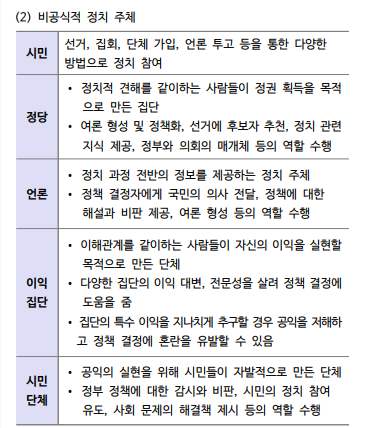 (2) 비공식적 정치 주체
시민
선거, 집회, 단체 가입, 언론 투고 등을 통한 다양한
방법으로 정치 참여
정당
• 정치적 견해를 같이하는 사람들이 정권 획득을 목적
으로 만든 집단
• 여론 형성 및 정책화, 선거에 후보자 추천, 정치 관련
지식 제공, 정부와 의회의 매개체 등의 역할 수행
언론
• 정치 과정 전반의 정보를 제공하는 정치 주체
• 정책 결정자에게 국민의 의사 전달, 정책에 대한
해설과 비판 제공, 여론 형성 등의 역할 수행
이익
집단
• 이해관계를 같이하는 사람들이 자신의 이익을 실현할
목적으로 만든 단체
• 다양한 집단의 이익 대변, 전문성을 살려 정책 결정에
도움을 줌
• 집단의 특수 이익을 지나치게 추구할 경우 공익을 저해하
고 정책 결정에 혼란을 유발할 수 있음
시민
단체
• 공익의 실현을 위해 시민들이 자발적으로 만든 단체
• 정부 정책에 대한 감시와 비판, 시민의 정치 참여
유도, 사회 문제의 해결책 제시 등의 역할 수행